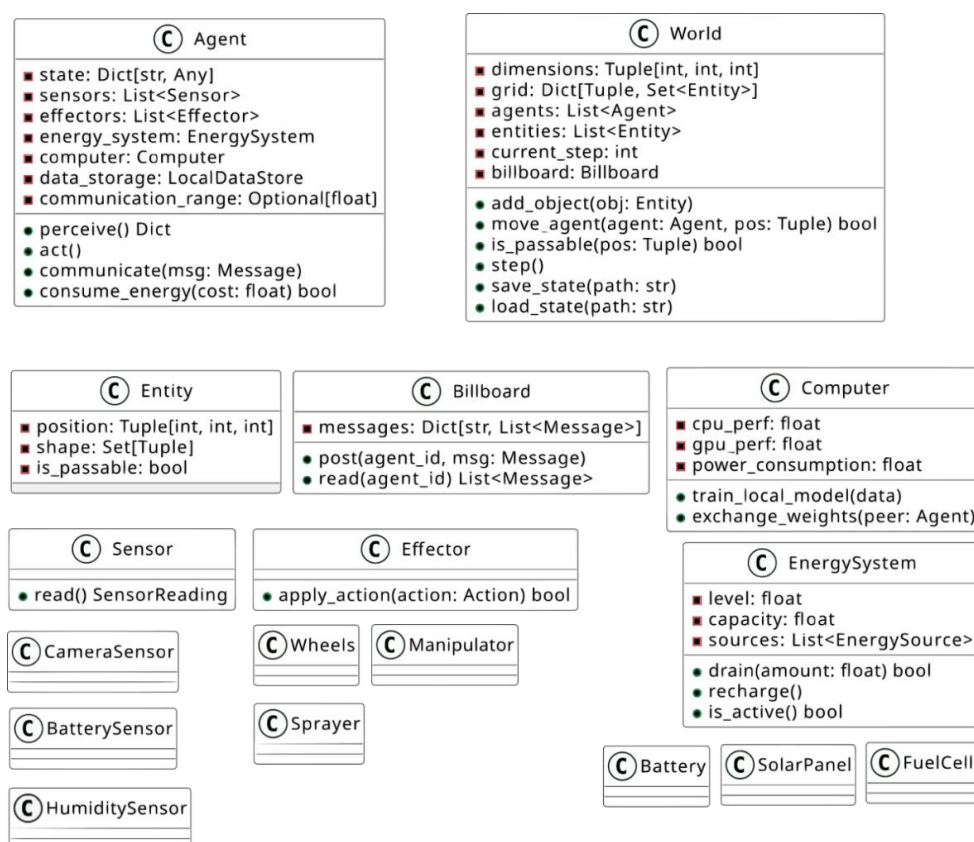 C Agent
state: Dict[str, Any]
sensors: List<Sensor>
effectors: List<Effector>
energy_system: EnergySystem
computer: Computer
data_storage: LocalDataStore
communication_range: Optional[float]
perceive() Dict
act()
communicate(msg: Message)
consume_energy(cost: float) bool
C World
dimensions: Tuple[int, int, int]
grid: Dict[Tuple, Set<Entity>]
agents: List<Agent>
entities: List<Entity>
current_step: int
billboard: Billboard
add_object(obj: Entity)
move_agent(agent: Agent, pos: Tuple) bool
is_passable(pos: Tuple) bool
step()
save_state(path: str)
load_state(path: str)
C Entity
position: Tuple[int, int, int]
shape: Set[Tuple]
is_passable: bool
C Billboard
messages: Dict[str, List<Message>]
post(agent_id, msg: Message)
read(agent_id) List<Message>
C Computer
cpu_perf: float
gpu_perf: float
power_consumption: float
train_local_model(data)
exchange_weights(peer: Agent)
C Sensor
read() SensorReading
C Effector
apply_action(action: Action) bool
C EnergySystem
level: float
capacity: float
sources: List<EnergySource>
drain(amount: float) bool
recharge()
is_active() bool
C CameraSensor
C Wheels
C Manipulator
C BatterySensor
C Sprayer
C Battery
C SolarPanel
C FuelCell
C HumiditySensor